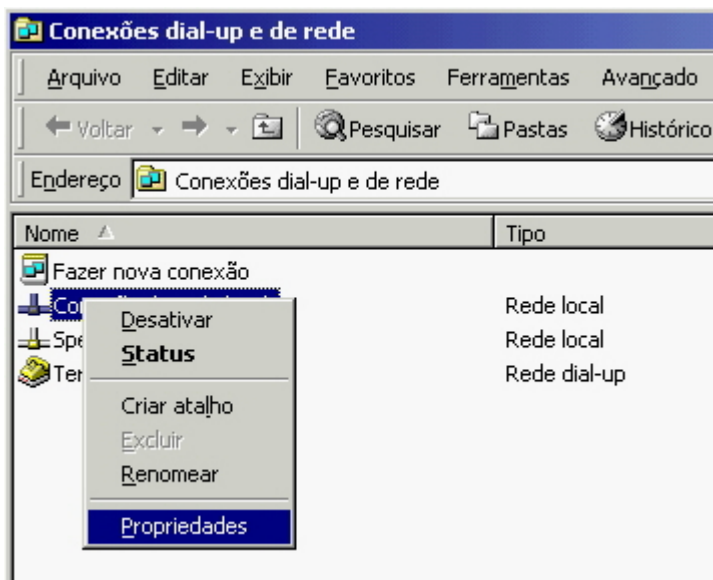 Conexões dial-up e de rede
Arquivo Editar Exibir Favoritos Ferramentas Avançado
Voltar Pesquisar Pastas Histórico
Endereço Conexões dial-up e de rede
Nome Tipo
Fazer nova conexão
Rede local
Desativar
Rede local
Status
Rede dial-up
Criar atalho
Excluir
Renomear
Propriedades